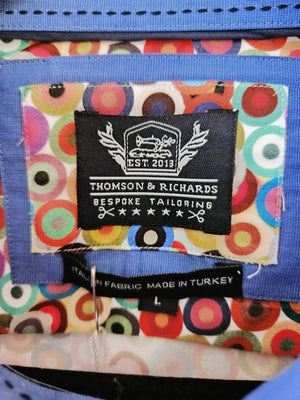 EST. 2013
THOMSON & RICHARDS
BESPOKE TAILORING
ITALIAN FABRIC MADE IN TURKEY
L